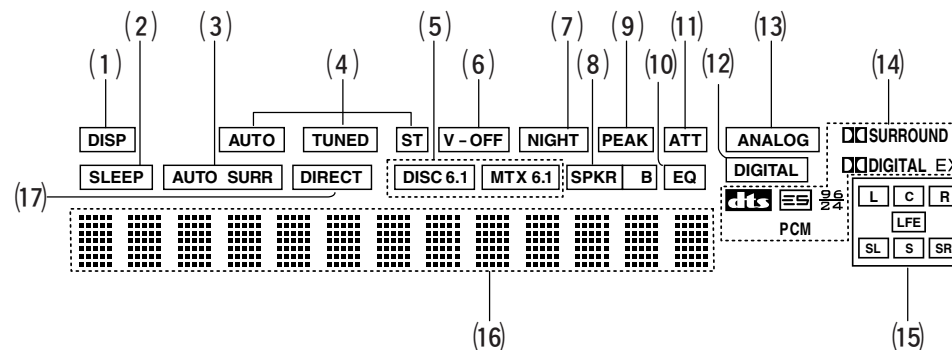 (2) (3) (5) (7) (9) (11) (13)
(1) (4) (6) (8) (10) (12) (14)
DISP AUTO TUNED ST V-OFF NIGHT PEAK ATT ANALOG SURROUND
SLEEP AUTO SURR DIRECT DISC 6.1 MTX 6.1 SPKR B EQ DIGITAL DIGITAL EX
(17) dts ES 96/24 L C R
PCM LFE
SL S SR
(16) (15)